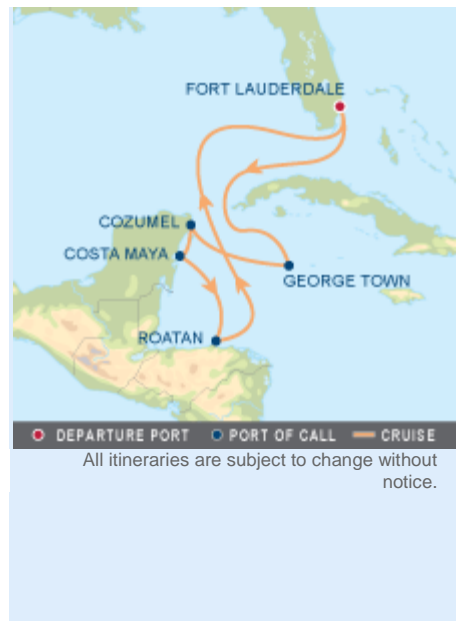 FORT LAUDERDALE
COZUMEL
COSTA MAYA
GEORGE TOWN
ROATAN
DEPARTURE PORT PORT OF CALL CRUISE
All itineraries are subject to change without
notice.